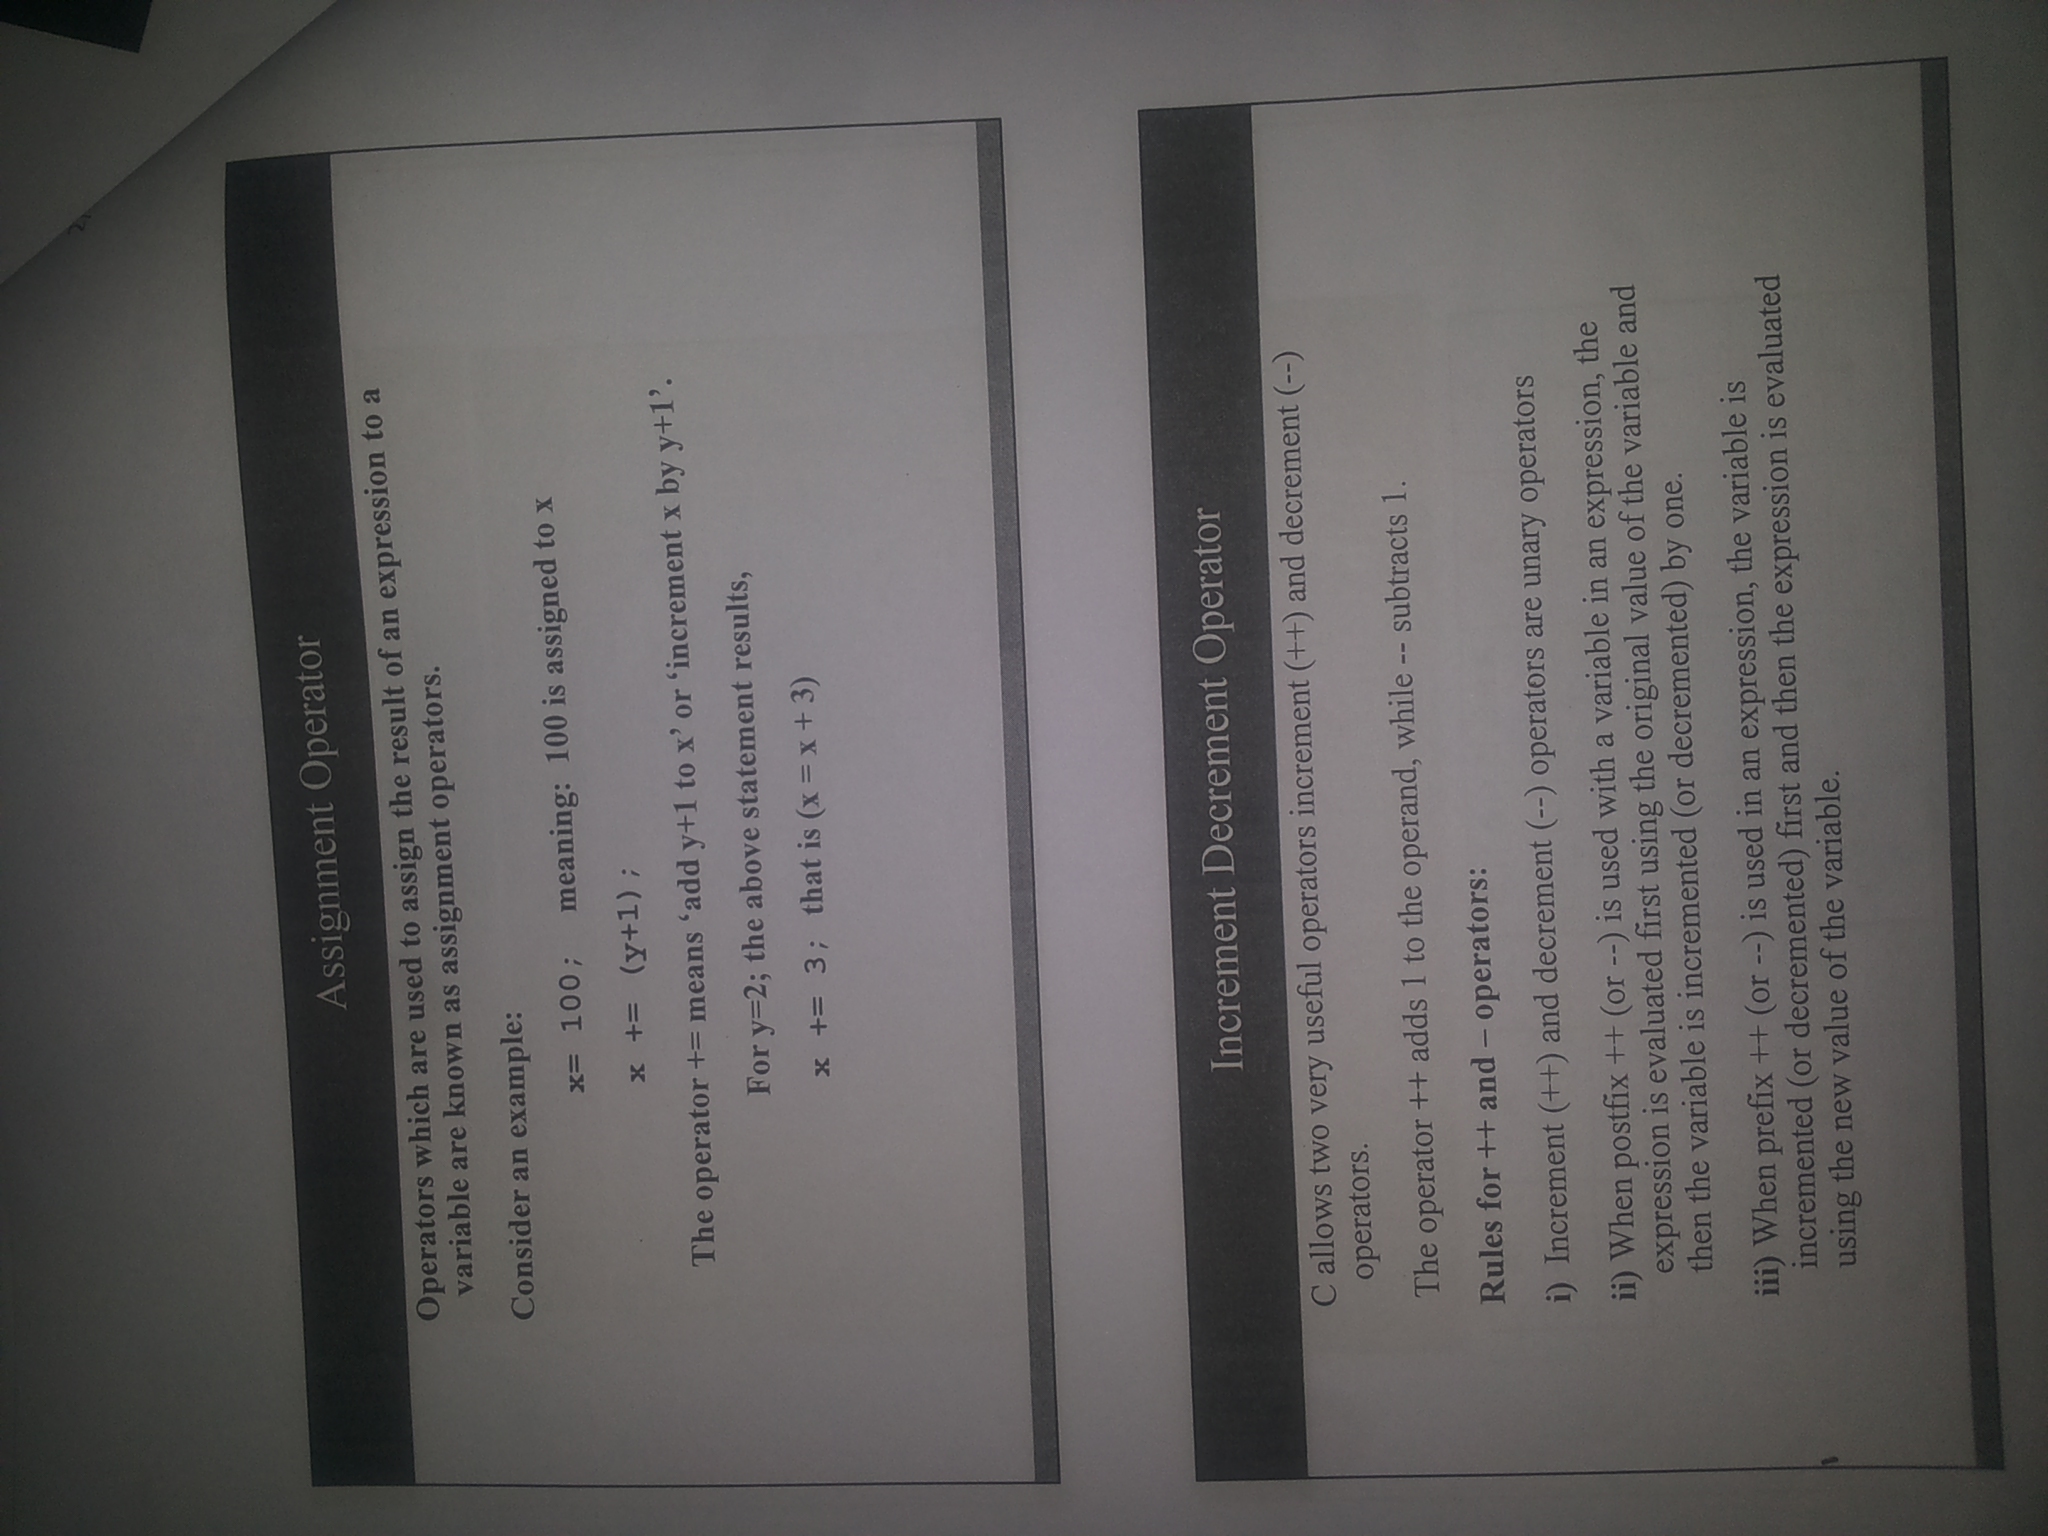 Assignment Operator
Operators which are used to assign the result of an expression to a
variable are known as assignment operators.
Consider an example:
x= 100; meaning: 100 is assigned to x
x += (y+1);
The operator += means ‘add y+1 to x’ or ‘increment x by y+1’.
For y=2; the above statement results,
x += 3; that is (x = x + 3)
Increment Decrement Operator
C allows two very useful operators increment (++) and decrement (--)
operators.
The operator ++ adds 1 to the operand, while -- subtracts 1.
Rules for ++ and – operators:
i) Increment (++) and decrement (--) operators are unary operators
ii) When postfix ++ (or --) is used with a variable in an expression, the
expression is evaluated first using the original value of the variable and
then the variable is incremented (or decremented) by one.
iii) When prefix ++ (or --) is used in an expression, the variable is
incremented (or decremented) first and then the expression is evaluated
using the new value of the variable.